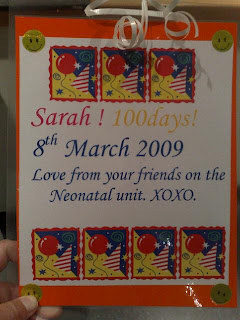 Sarah ! 100days!
8th March 2009
Love from your friends on the
Neonatal unit. XOXO.